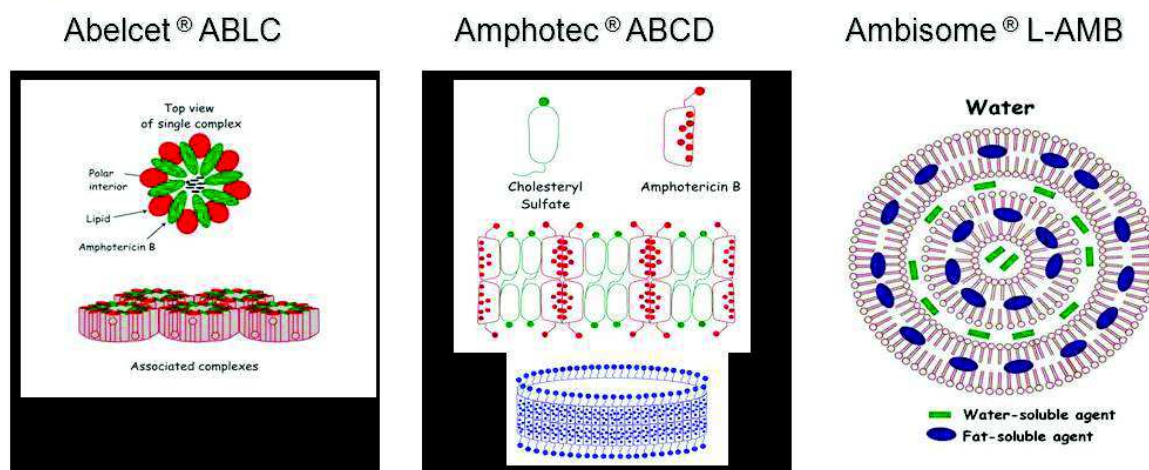 Abelcet ® ABLC
Top view
of single complex
Polar
interior
Lipid
Amphotericin B
Associated complexes
Amphotec ® ABCD
Cholesteryl
Sulfate
Amphotericin B
Ambisome ® L-AMB
Water
Water-soluble agent
Fat-soluble agent